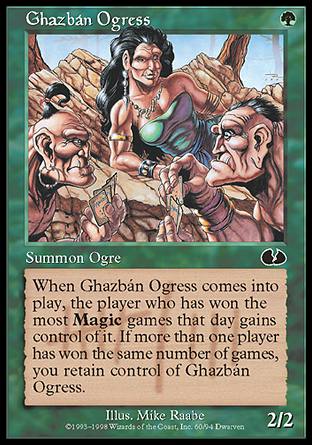 Ghazbán Ogress
Summon Ogre
When Ghazbán Ogress comes into
play, the player who has won the
most Magic games that day gains
control of it. If more than one player
has won the same number of games,
you retain control of Ghazbán
Ogress.
Illus. Mike Raabe
©1993-1998 Wizards of the Coast, Inc. 60/94 Dwarven
2/2